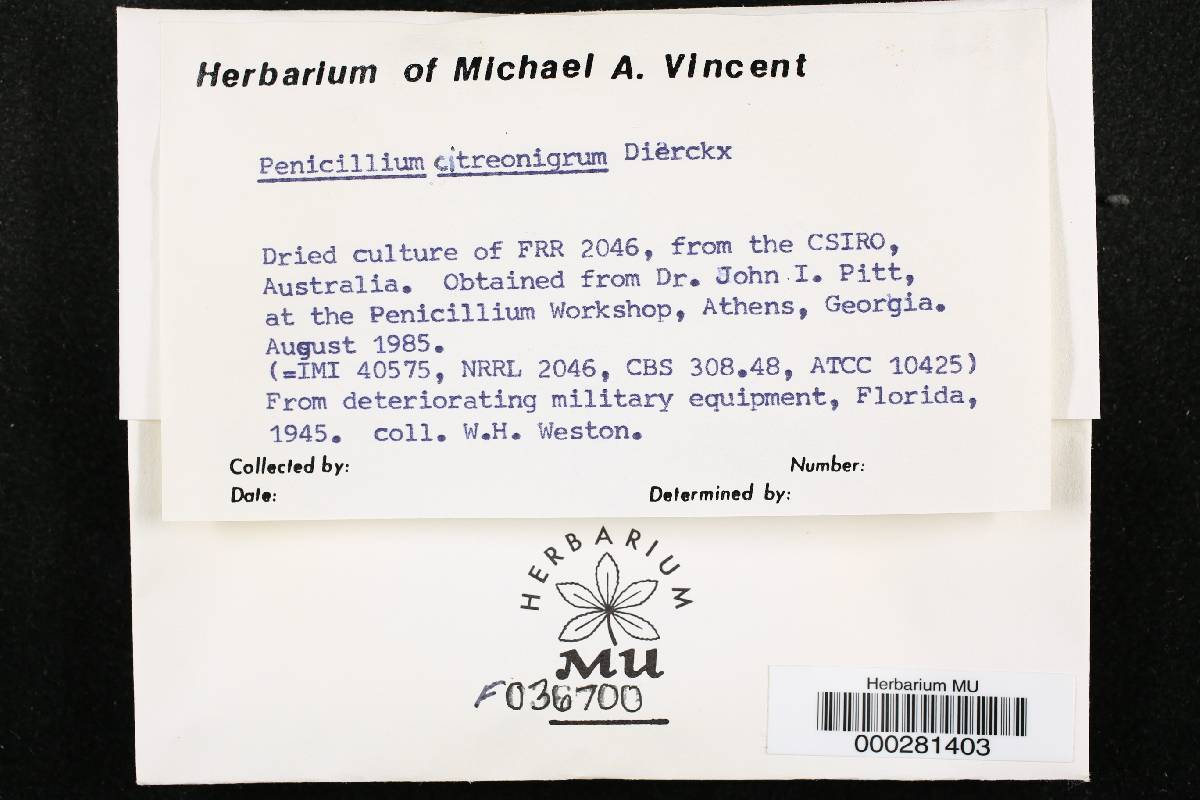 Herbarium of Michael A. Vincent
Penicillium citreonigrum Diërckx
Dried culture of FRR 2046, from the CSIRO,
Australia. Obtained from Dr. John I. Pitt,
at the Penicillium Workshop, Athens, Georgia.
August 1985.
(=IMI 40575, NRRL 2046, CBS 308.48, ATCC 10425)
From deteriorating military equipment, Florida,
1945. coll. W.H. Weston.
Collected by: Number:
Date: Determined by:
HERBARIUM
MU
F036700
Herbarium MU
000281403